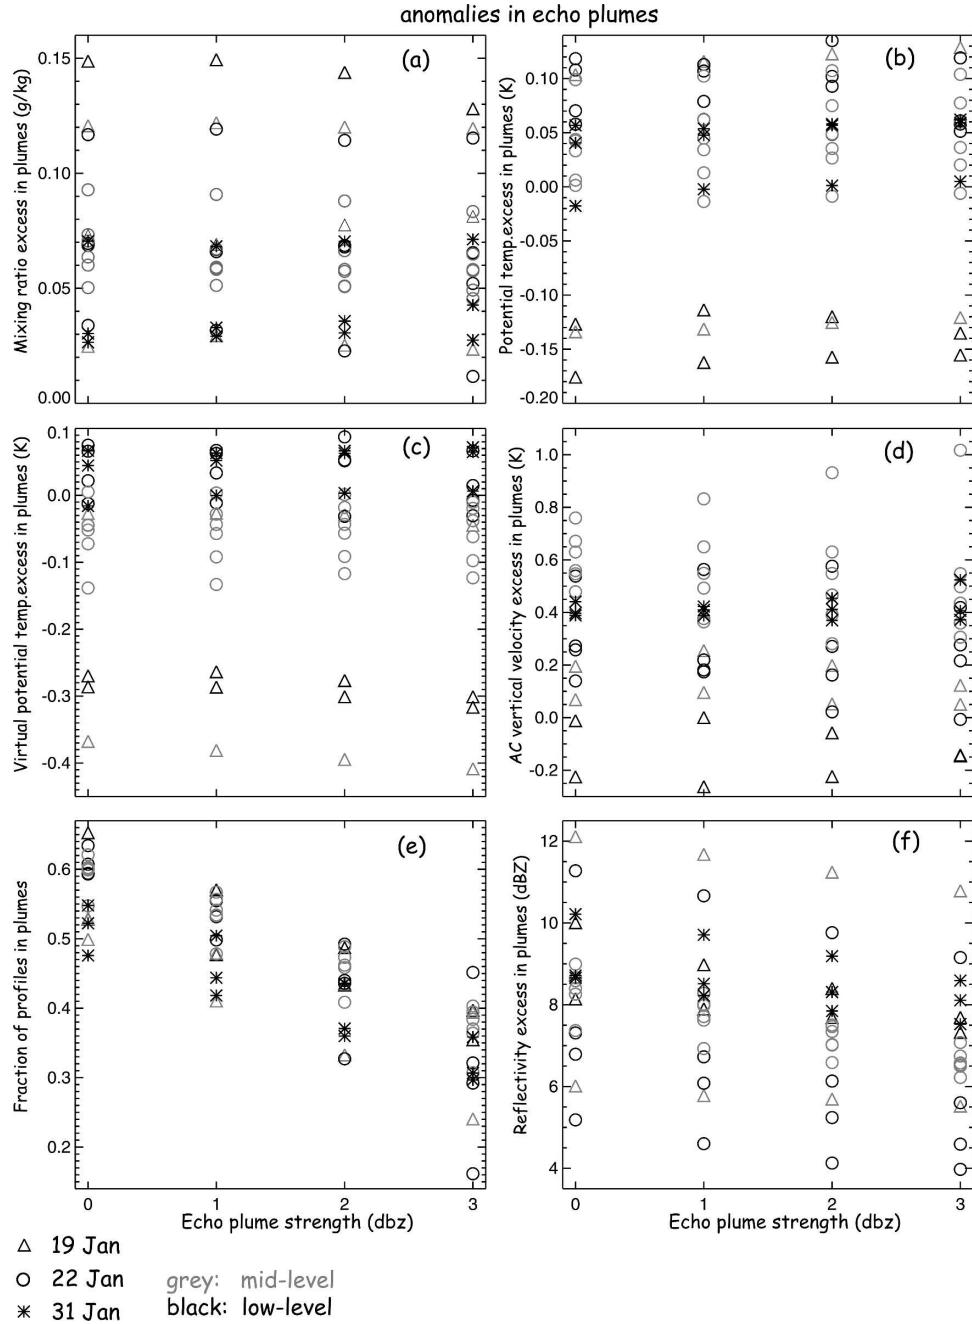 anomalies in echo plumes
(a)
Mixing ratio excess in plumes (g/kg)
0.15
0.10
0.05
0.00
(b)
Potential temp.excess in plumes (K)
0.10
0.05
0.00
-0.05
-0.10
-0.15
-0.20
(c)
Virtual potential temp.excess in plumes (K)
0.1
0.0
-0.1
-0.2
-0.3
-0.4
(d)
AC vertical velocity excess in plumes (K)
1.0
0.8
0.6
0.4
0.2
0.0
-0.2
(e)
Fraction of profiles in plumes
0.6
0.5
0.4
0.3
0.2
0 1 2 3
Echo plume strength (dbz)
(f)
Reflectivity excess in plumes (dBZ)
12
10
8
6
4
0 1 2 3
Echo plume strength (dbz)
19 Jan
22 Jan
31 Jan
grey: mid-level
black: low-level